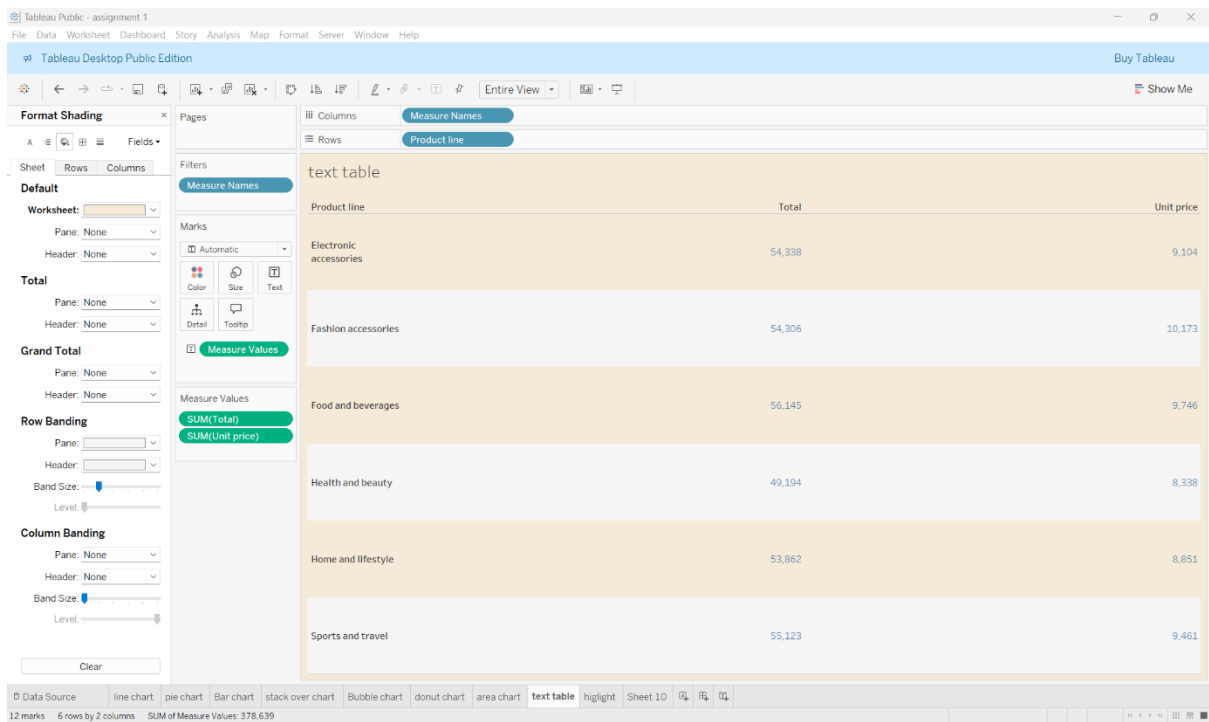 Tableau Public - assignment 1
File Data Worksheet Dashboard Story Analysis Map Format Server Window Help
Tableau Desktop Public Edition Buy Tableau
Entire View Show Me
Format Shading
Fields
Sheet Rows Columns
Default
Worksheet:
Pane: None
Header: None
Total
Pane: None
Header: None
Grand Total
Pane: None
Header: None
Row Banding
Pane:
Header:
Band Size:
Level:
Column Banding
Pane: None
Header: None
Band Size:
Level:
Clear
Pages
Filters
Measure Names
Marks
Automatic
Color Size Text
Detail Tooltip
Measure Values
Measure Values
SUM(Total)
SUM(Unit price)
Columns Measure Names
Rows Product line
text table
Product line Total Unit price
Electronic
accessories 54,338 9,104
Fashion accessories 54,306 10,173
Food and beverages 56,145 9,746
Health and beauty 49,194 8,338
Home and lifestyle 53,862 8,851
Sports and travel 55,123 9,461
Data Source line chart pie chart Bar chart stack over chart Bubble chart donut chart area chart text table higlight Sheet 10
12 marks 6 rows by 2 columns SUM of Measure Values: 378.639